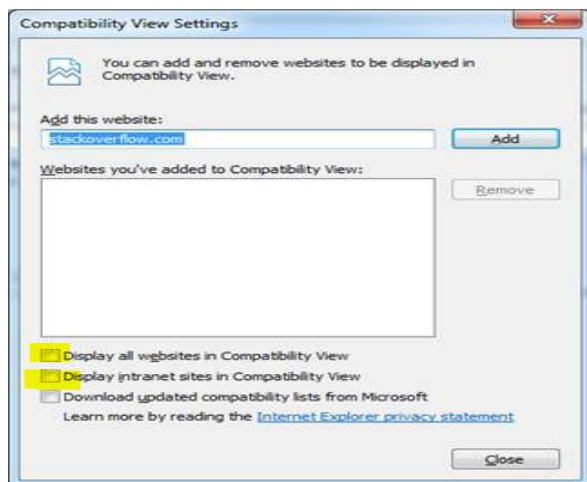 Compatibility View Settings
You can add and remove websites to be displayed in
Compatibility View.
Add this website:
stackoverflow.com
Add
Websites you've added to Compatibility View:
Remove
Display all websites in Compatibility View
Display intranet sites in Compatibility View
Download updated compatibility lists from Microsoft
Learn more by reading the Internet Explorer privacy statement
Close